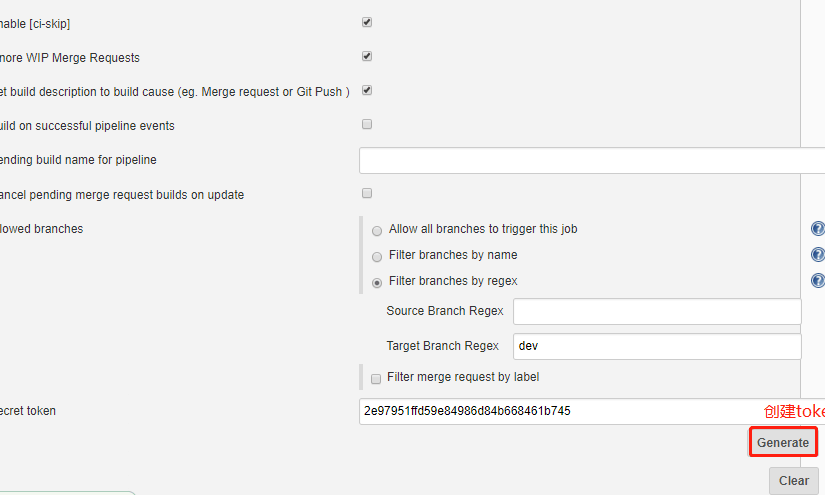 nable [ci-skip]
nore WIP Merge Requests
et build description to build cause (eg. Merge request or Git Push )
uild on successful pipeline events
ending build name for pipeline
ancel pending merge request builds on update
lowed branches
Allow all branches to trigger this job
Filter branches by name
Filter branches by regex
Source Branch Regex
Target Branch Regex dev
Filter merge request by label
ecret token 2e97951ffd59e84986d84b668461b745 创建toke
Generate
Clear